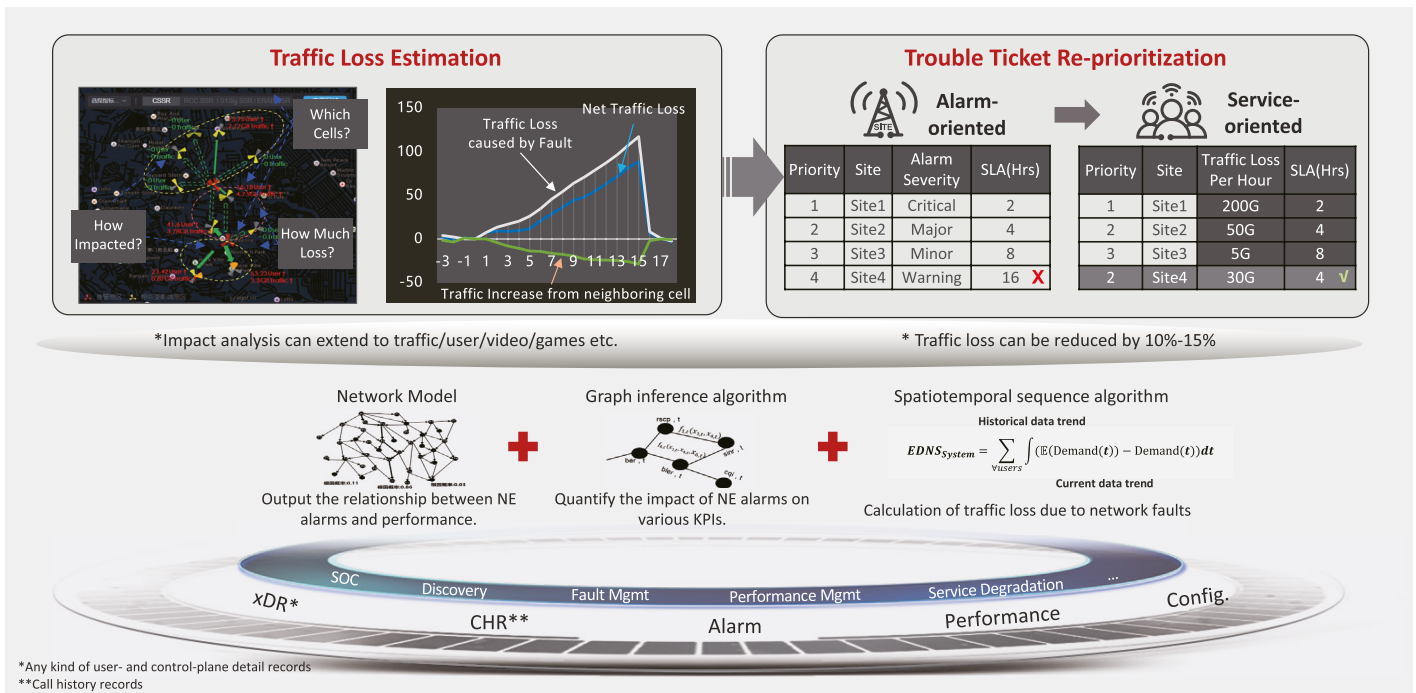 Traffic Loss Estimation
CSSR
Which
Cells?
How
Impacted?
How Much
Loss?
150
100
50
0
-50
Net Traffic Loss
Traffic Loss
caused by Fault
-3 -1 1 3 5 7 9 11 13 15 17
Traffic Increase from neighboring cell
Trouble Ticket Re-prioritization
SITE
Alarm-
oriented
Service-
oriented
Priority Site Alarm Severity SLA(Hrs)
1 Site1 Critical 2
2 Site2 Major 4
3 Site3 Minor 8
4 Site4 Warning 16 X
Priority Site Traffic Loss Per Hour SLA(Hrs)
1 Site1 200G 2
2 Site2 50G 4
3 Site3 5G 8
2 Site4 30G 4 √
*Impact analysis can extend to traffic/user/video/games etc.
* Traffic loss can be reduced by 10%-15%
Network Model
Output the relationship between NE
alarms and performance.
Graph inference algorithm
rscp , t
sinr , t
ber , t
bler , t
cqi , t
Quantify the impact of NE alarms on
various KPIs.
Spatiotemporal sequence algorithm
Historical data trend
EDNS_System = ∑_∀users ∫(𝔼(Demand(t)) − Demand(t))dt
Current data trend
Calculation of traffic loss due to network faults
SOC
Discovery
Fault Mgmt
Performance Mgmt
Service Degradation
...
xDR*
CHR**
Alarm
Performance
Config.
*Any kind of user- and control-plane detail records
**Call history records